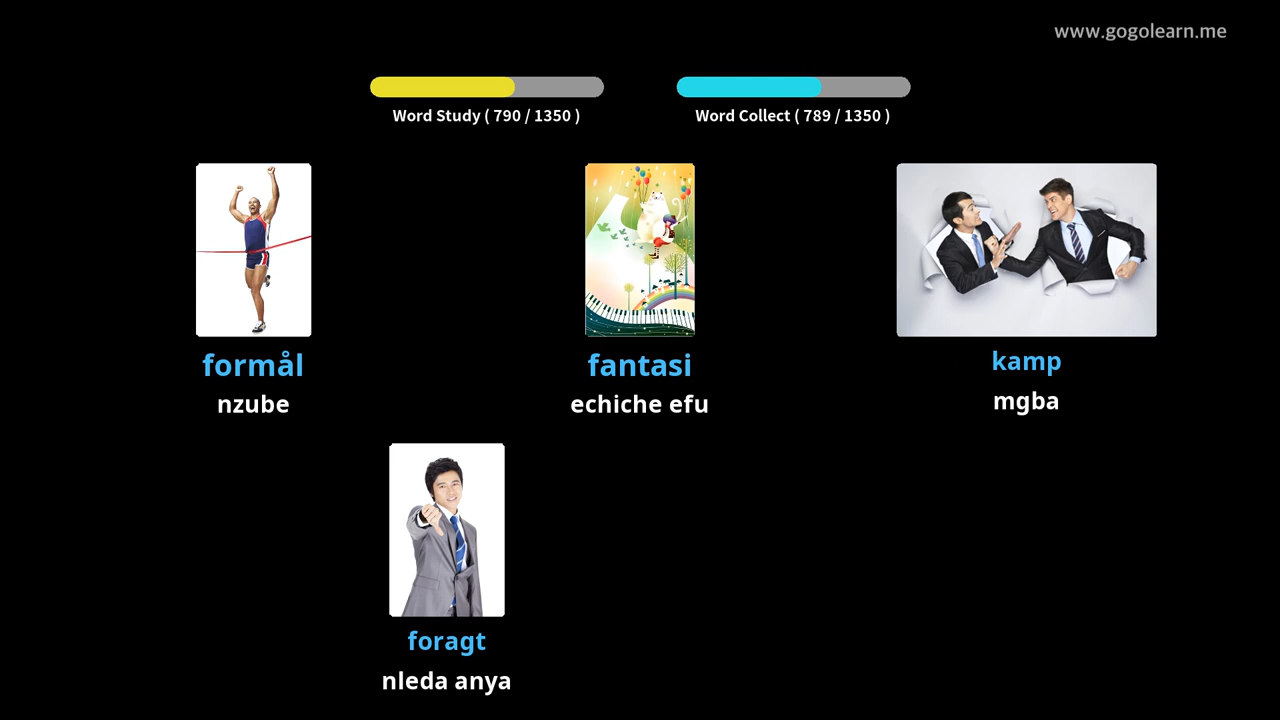 www.gogolearn.me
Word Study ( 790 / 1350 )
Word Collect ( 789 / 1350 )
formål
nzube
fantasi
echiche efu
kamp
mgba
foragt
nleda anya